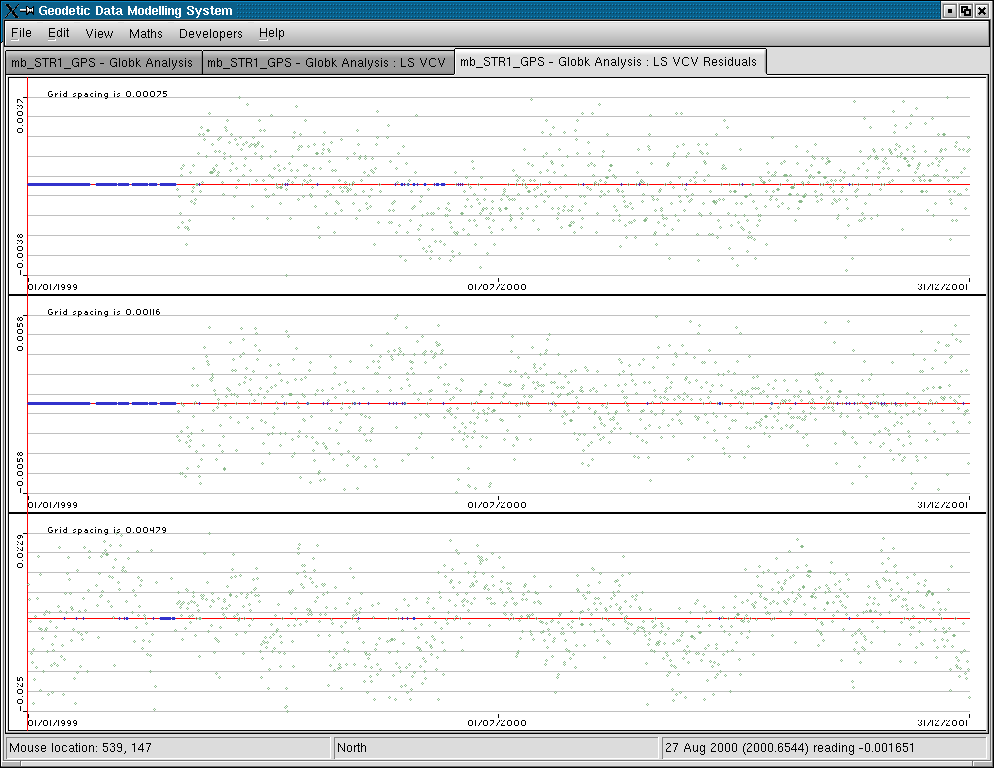 Geodetic Data Modelling System
File Edit View Maths Developers Help
mb_STR1_GPS - Globk Analysis mb_STR1_GPS - Globk Analysis : LS VCV mb_STR1_GPS - Globk Analysis : LS VCV Residuals
Grid spacing is 0.00075
0.0037
-0.0038
01/01/1999 01/07/2000 31/12/2001
Grid spacing is 0.00116
0.0058
-0.0058
01/01/1999 01/07/2000 31/12/2001
Grid spacing is 0.00479
0.0229
-0.025
01/01/1999 01/07/2000 31/12/2001
Mouse location: 539, 147 North 27 Aug 2000 (2000.6544) reading -0.001651